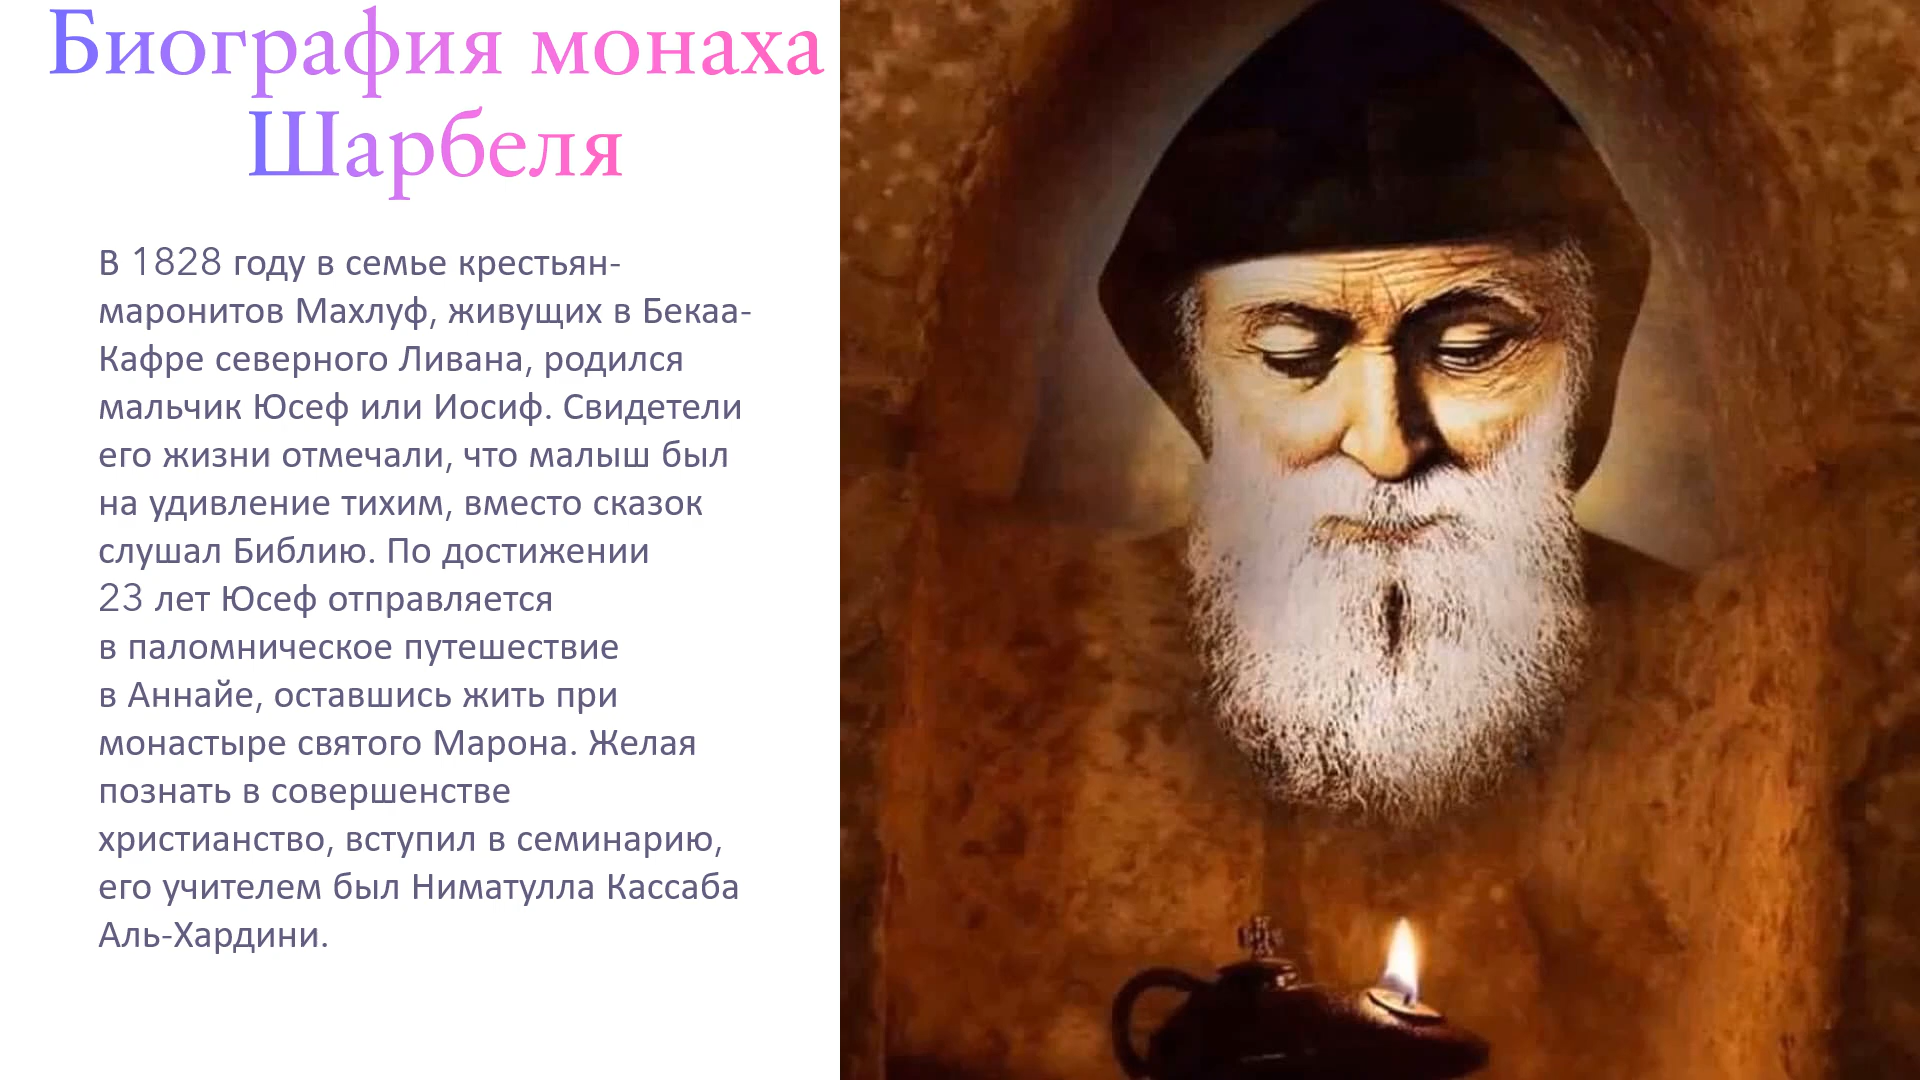 Биография монаха
Шарбеля
В 1828 году в семье крестьян-
маронитов Махлуф, живущих в Бекаа-
Кафре северного Ливана, родился
мальчик Юсеф или Иосиф. Свидетели
его жизни отмечали, что малыш был
на удивление тихим, вместо сказок
слушал Библию. По достижении
23 лет Юсеф отправляется
в паломническое путешествие
в Аннайе, оставшись жить при
монастыре святого Марона. Желая
познать в совершенстве
христианство, вступил в семинарию,
его учителем был Ниматулла Кассаба
Аль-Хардини.